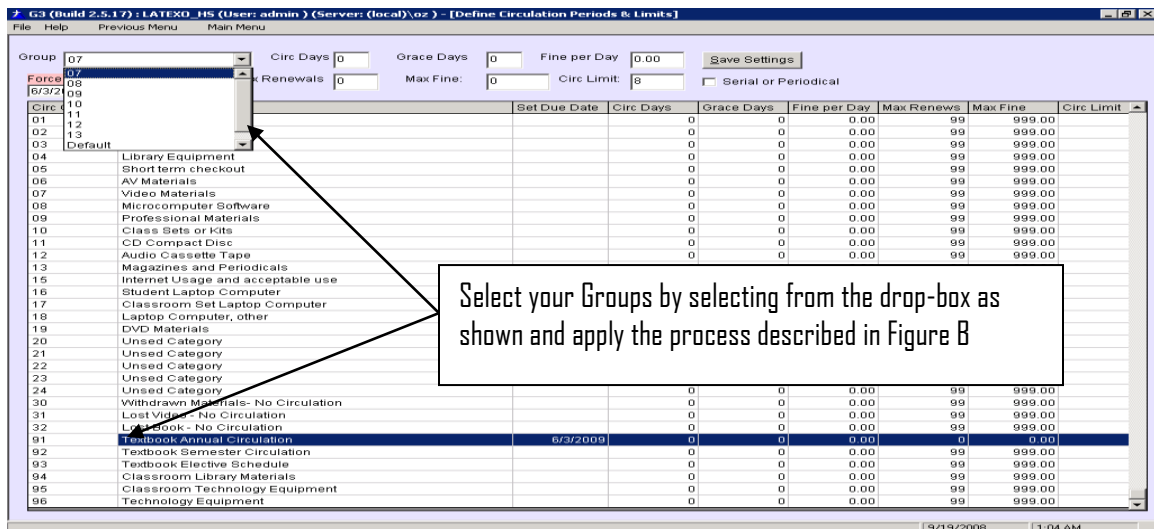 G3 (Build 2.5.17) : LATEXO_HS (User: admin ) (Server: (local)\oz ) - [Define Circulation Periods & Limits]
File Help Previous Menu Main Menu
Group 07 Circ Days 0 Grace Days 0 Fine per Day 0.00 Save Settings
Force Renewals 0 Max Fine: 0 Circ Limit: 8 Serial or Periodical
07
08
09
10
11
12
13
Default
Set Due Date Circ Days Grace Days Fine per Day Max Renews Max Fine Circ Limit
01 0 0 0.00 99 999.00
02 0 0 0.00 99 999.00
03 0 0 0.00 99 999.00
04 Library Equipment 0 0 0.00 99 999.00
05 Short term checkout 0 0 0.00 99 999.00
06 AV Materials 0 0 0.00 99 999.00
07 Video Materials 0 0 0.00 99 999.00
08 Microcomputer Software 0 0 0.00 99 999.00
09 Professional Materials 0 0 0.00 99 999.00
10 Class Sets or Kits 0 0 0.00 99 999.00
11 CD Compact Disc 0 0 0.00 99 999.00
12 Audio Cassette Tape 0 0 0.00 99 999.00
13 Magazines and Periodicals
15 Internet Usage and acceptable use
16 Student Laptop Computer
17 Classroom Set Laptop Computer
18 Laptop Computer, other
19 DVD Materials
20 Unsed Category
21 Unsed Category
22 Unsed Category
23 Unsed Category
24 Unsed Category 0 0 0.00 99 999.00
30 Withdrawn Materials- No Circulation 0 0 0.00 99 999.00
31 Lost Video - No Circulation 0 0 0.00 99 999.00
32 Lost Book - No Circulation 0 0 0.00 99 999.00
91 Textbook Annual Circulation 6/3/2009 0 0 0.00 0 0.00
92 Textbook Semester Circulation 0 0 0.00 99 999.00
93 Textbook Elective Schedule 0 0 0.00 99 999.00
94 Classroom Library Materials 0 0 0.00 99 999.00
95 Classroom Technology Equipment 0 0 0.00 99 999.00
96 Technology Equipment 0 0 0.00 99 999.00
Select your Groups by selecting from the drop-box as
shown and apply the process described in Figure B
9/19/2008 1:04 AM